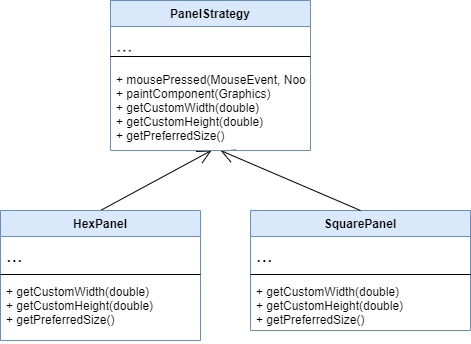 PanelStrategy
...
+ mousePressed(MouseEvent, Noo
+ paintComponent(Graphics)
+ getCustomWidth(double)
+ getCustomHeight(double)
+ getPreferredSize()
HexPanel
...
+ getCustomWidth(double)
+ getCustomHeight(double)
+ getPreferredSize()
SquarePanel
...
+ getCustomWidth(double)
+ getCustomHeight(double)
+ getPreferredSize()